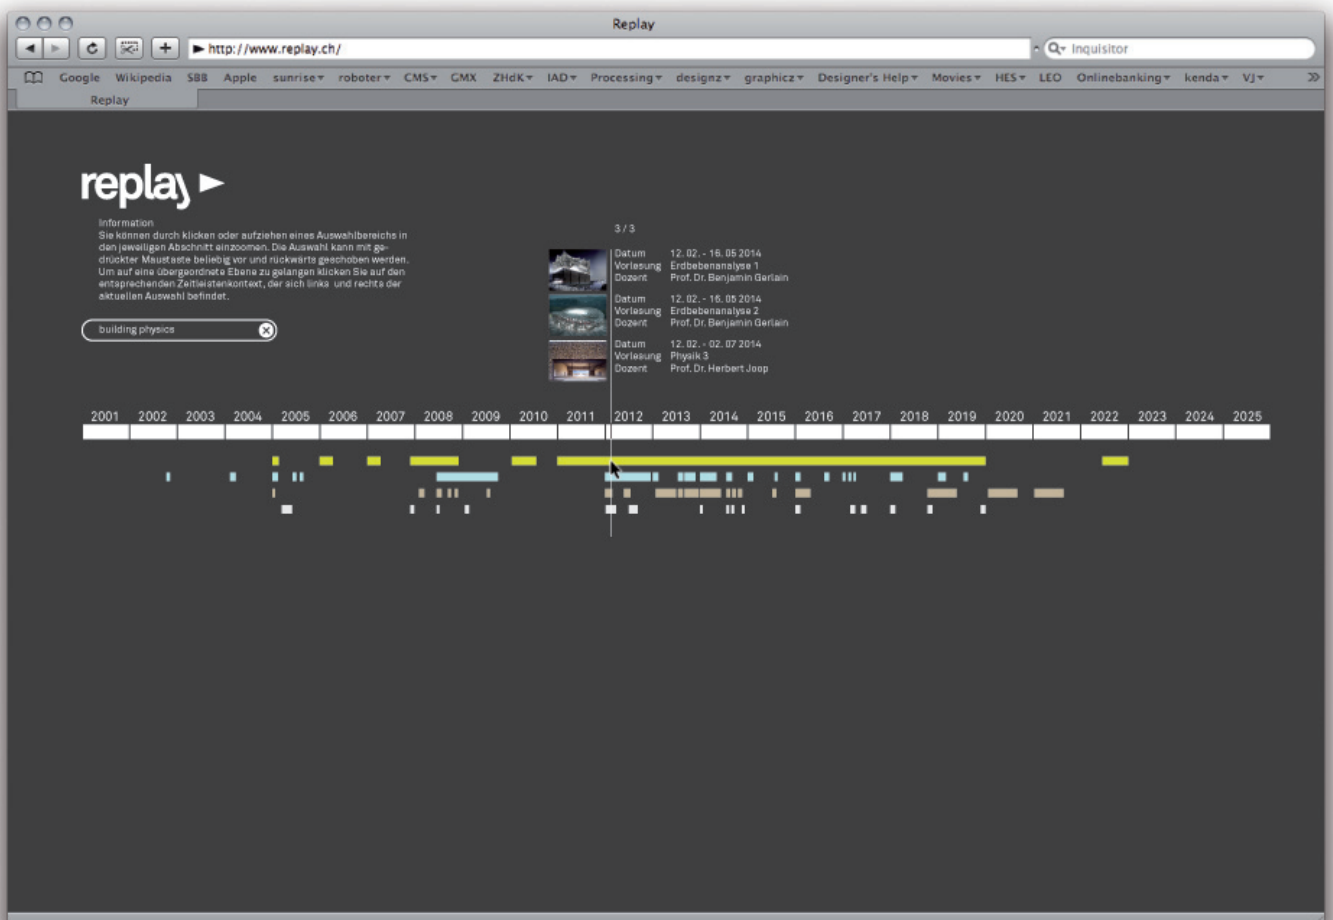 Replay
http://www.replay.ch/
Inquisitor
Google Wikipedia SBB Apple sunrise roboter CMS GMX ZHdK IAD Processing designz graphicz Designer's Help Movies HES LEO Onlinebanking kenda VJ
Replay
replay
Information
Sie können durch klicken oder aufziehen eines Auswahlbereichs in
den jeweiligen Abschnitt einzoomen. Die Auswahl kann mit ge-
drückter Maustaste beliebig vor und rückwärts geschoben werden.
Um auf eine übergeordnete Ebene zu gelangen klicken Sie auf den
entsprechenden Zeitleistenkontext, der sich links und rechts der
aktuellen Auswahl befindet.
building physics
3 / 3
Datum 12. 02. - 16. 05 2014
Vorlesung Erdbebenanalyse 1
Dozent Prof. Dr. Benjamin Gerlain
Datum 12. 02. - 16. 05 2014
Vorlesung Erdbebenanalyse 2
Dozent Prof. Dr. Benjamin Gerlain
Datum 12. 02. - 02. 07 2014
Vorlesung Physik 3
Dozent Prof. Dr. Herbert Joop
2001 2002 2003 2004 2005 2006 2007 2008 2009 2010 2011 2012 2013 2014 2015 2016 2017 2018 2019 2020 2021 2022 2023 2024 2025